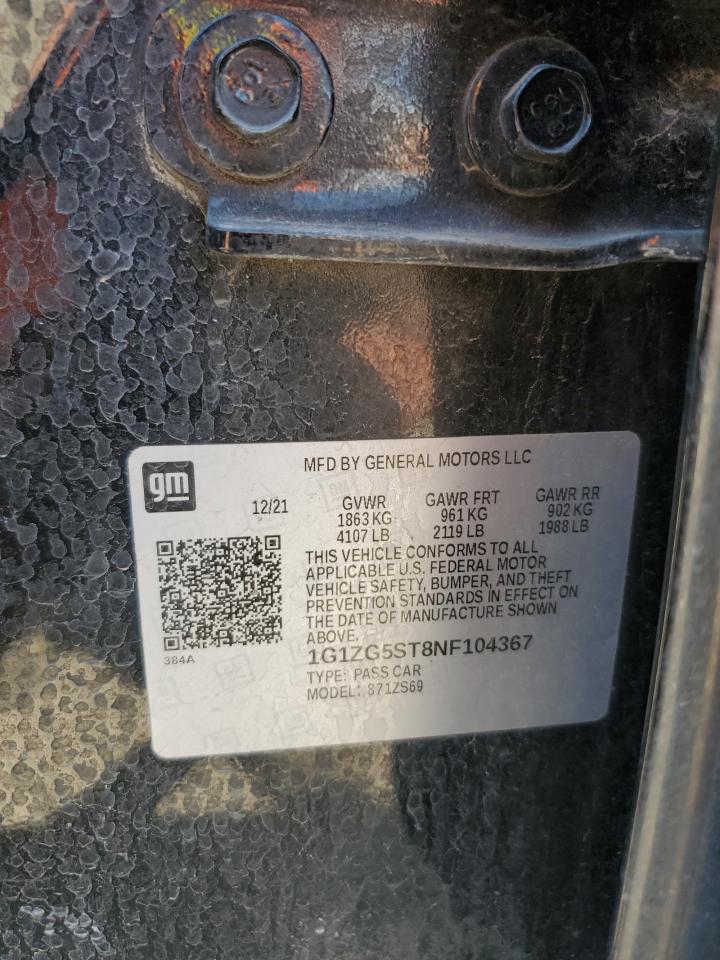 MFD BY GENERAL MOTORS LLC
gm
12/21
GVWR GAWR FRT GAWR RR
1863 KG 961 KG 902 KG
4107 LB 2119 LB 1988 LB
THIS VEHICLE CONFORMS TO ALL
APPLICABLE U.S. FEDERAL MOTOR
VEHICLE SAFETY, BUMPER, AND THEFT
PREVENTION STANDARDS IN EFFECT ON
THE DATE OF MANUFACTURE SHOWN
ABOVE.
384A
1G1ZG5ST8NF104367
TYPE: PASS CAR
MODEL: 871ZS69